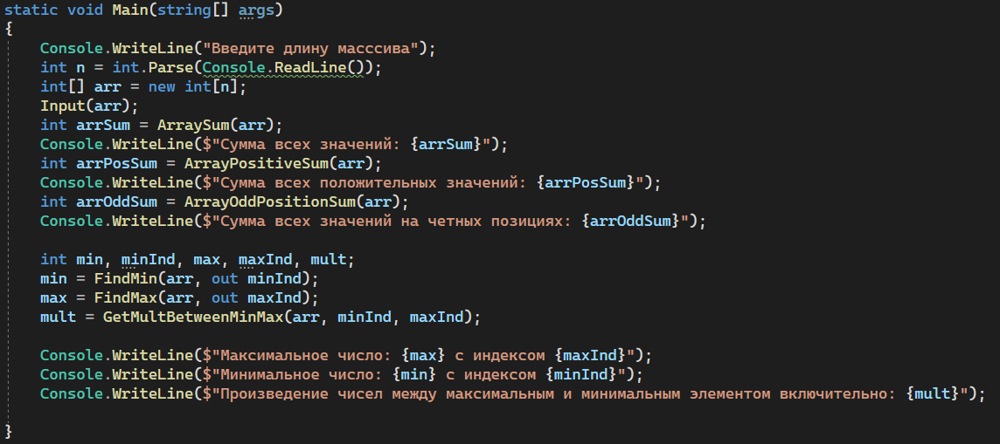 static void Main(string[] args)
{
Console.WriteLine("Введите длину масссива");
int n = int.Parse(Console.ReadLine());
int[] arr = new int[n];
Input(arr);
int arrSum = ArraySum(arr);
Console.WriteLine($"Сумма всех значений: {arrSum}");
int arrPosSum = ArrayPositiveSum(arr);
Console.WriteLine($"Сумма всех положительных значений: {arrPosSum}");
int arrOddSum = ArrayOddPositionSum(arr);
Console.WriteLine($"Сумма всех значений на четных позициях: {arrOddSum}");
int min, minInd, max, maxInd, mult;
min = FindMin(arr, out minInd);
max = FindMax(arr, out maxInd);
mult = GetMultBetweenMinMax(arr, minInd, maxInd);
Console.WriteLine($"Максимальное число: {max} с индексом {maxInd}");
Console.WriteLine($"Минимальное число: {min} с индексом {minInd}");
Console.WriteLine($"Произведение чисел между максимальным и минимальным элементом включительно: {mult}");
}